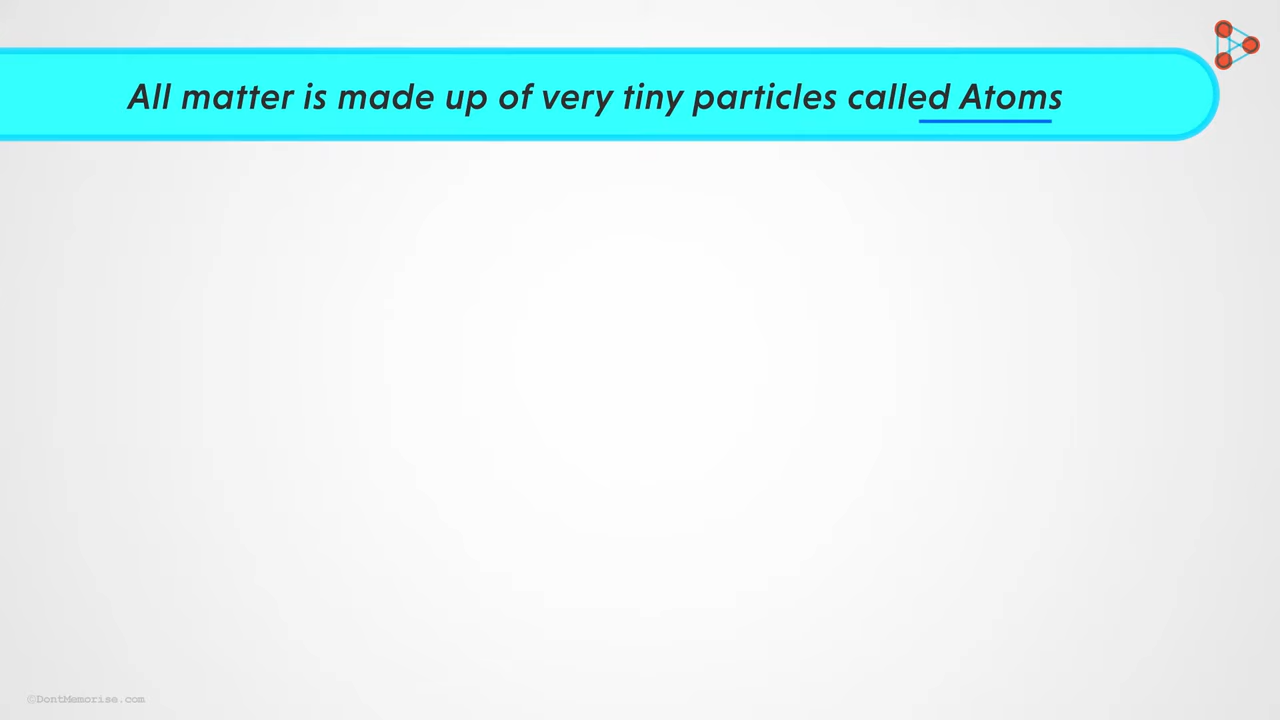 All matter is made up of very tiny particles called Atoms
©DontMemorise.com